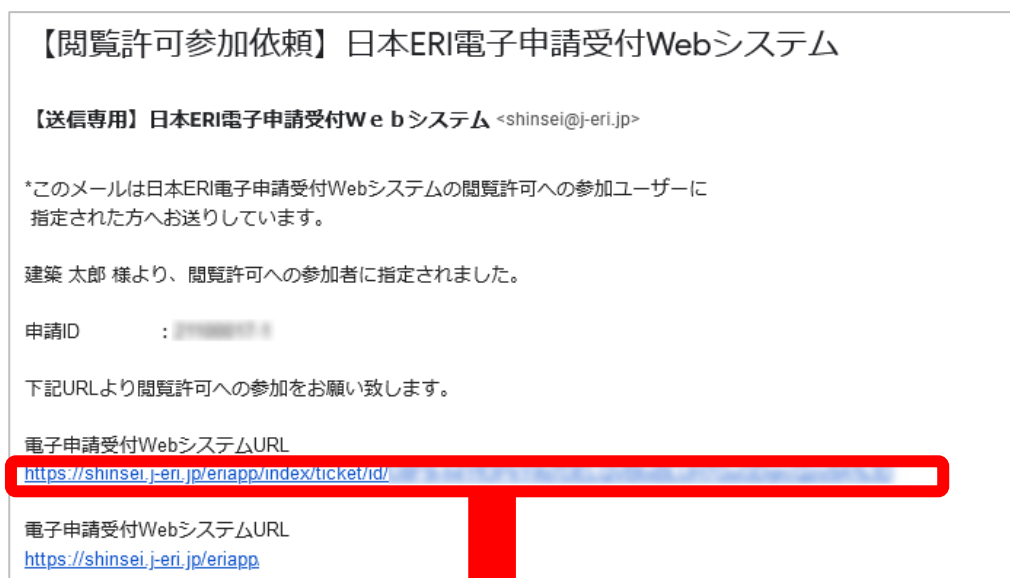 【閲覧許可参加依頼】日本ERI電子申請受付Webシステム
【送信専用】日本ERI電子申請受付Ｗｅｂシステム <shinsei@j-eri.jp>
*このメールは日本ERI電子申請受付Webシステムの閲覧許可への参加ユーザーに
指定された方へお送りしています。
建築 太郎 様より、閲覧許可への参加者に指定されました。
申請ID　　　：
下記URLより閲覧許可への参加をお願い致します。
電子申請受付WebシステムURL
https://shinsei.j-eri.jp/eriapp/index/ticket/id/
電子申請受付WebシステムURL
https://shinsei.j-eri.jp/eriapp